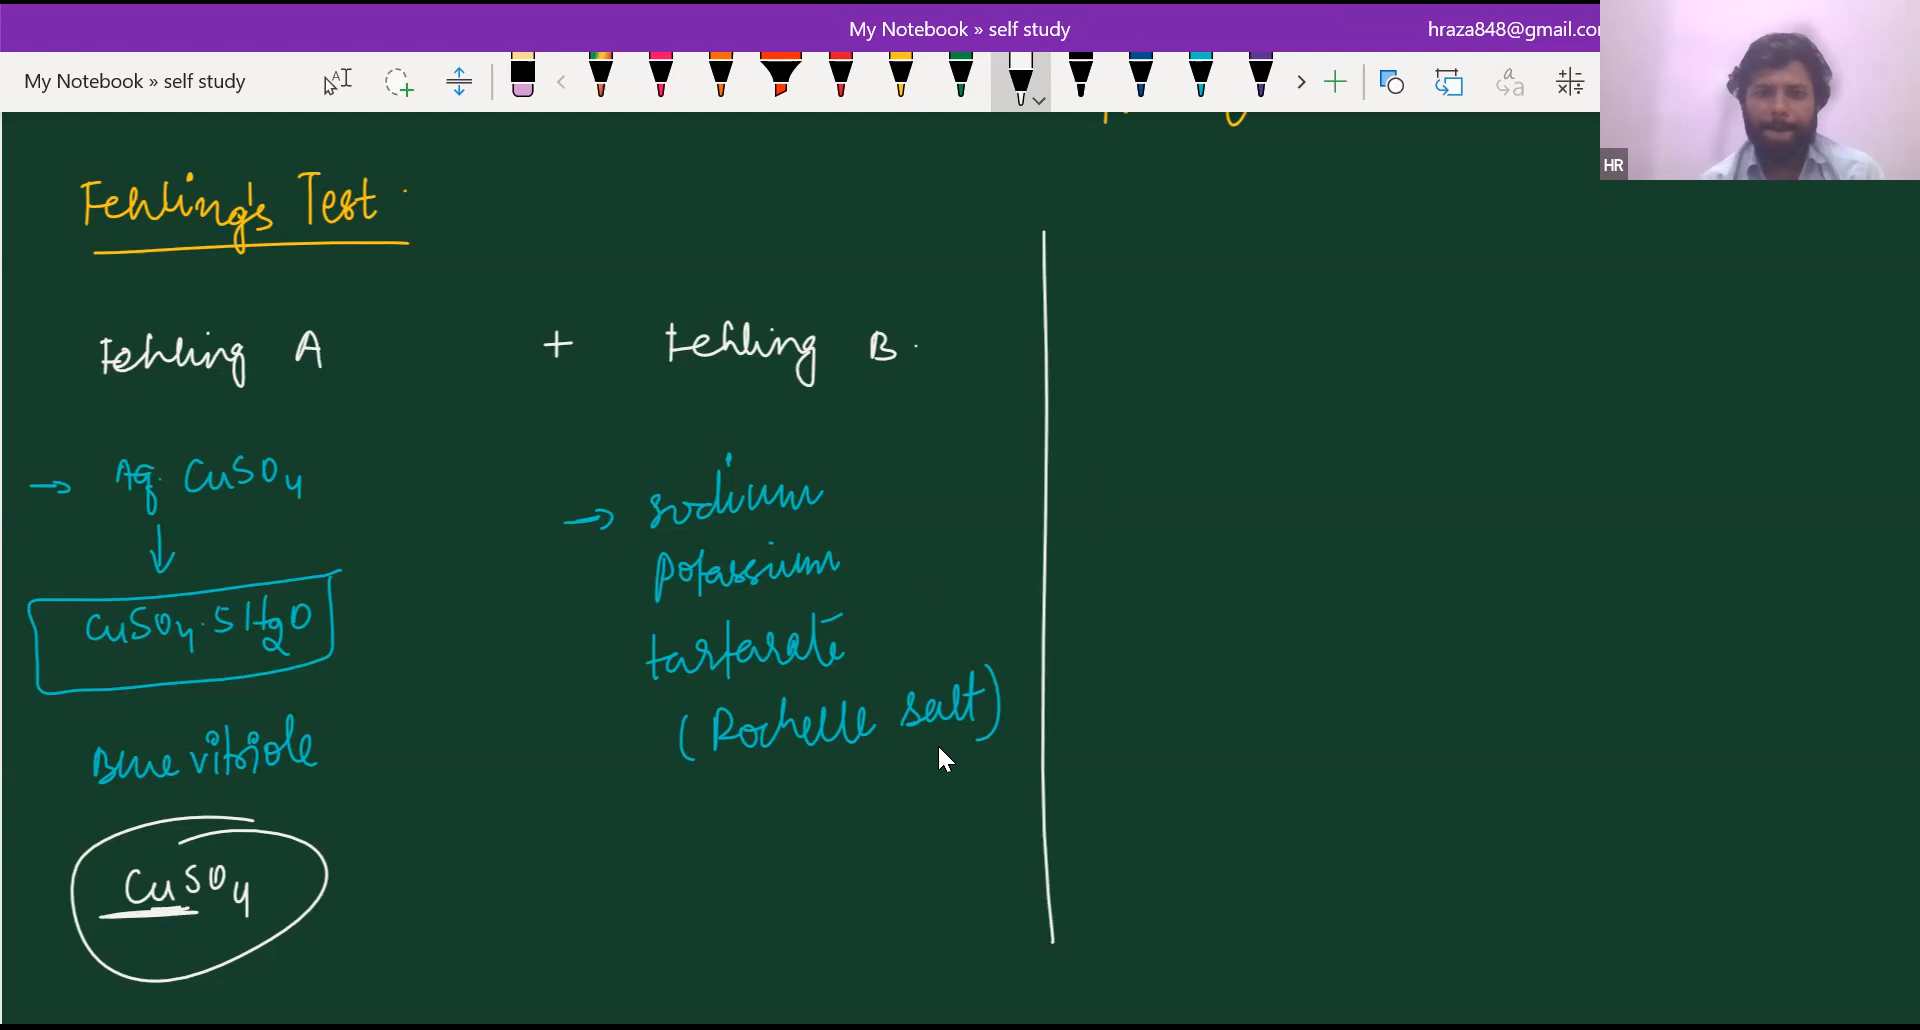 My Notebook » self study
hraza848@gmail.co
My Notebook » self study
HR
Fehling's Test
Fehling A + Fehling B
→ Aq. CuSO4
→ sodium
potassium
tartarate
(Rochelle salt)
↓
CuSO4.5H2O
Blue vitriole
CuSO4